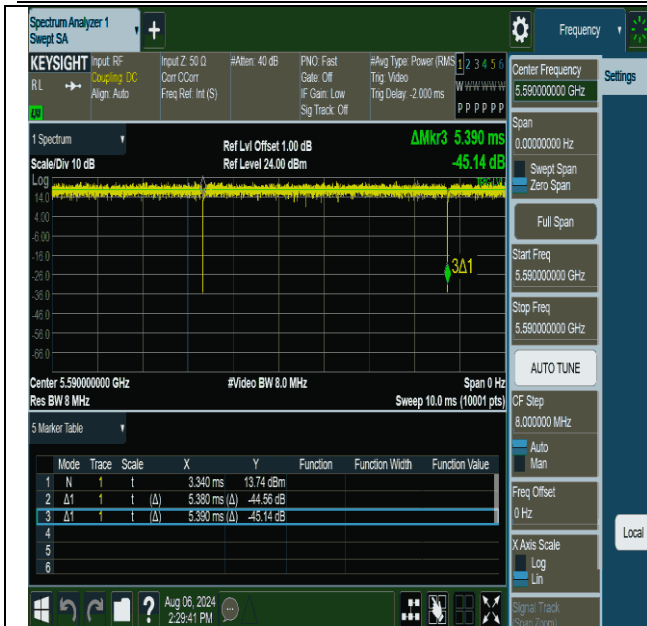 Spectrum Analyzer 1
Swept SA
+
Frequency
KEYSIGHT Input: RF Input Z: 50 Ω #Atten: 40 dB PNO: Fast #Avg Type: Power (RMS 1 2 3 4 5 6
RL Coupling: DC Corr CCorr Gate: Off Trig: Video W W W W W W
Align: Auto Freq Ref: Int (S) IF Gain: Low Trig Delay: -2.000 ms
Sig Track: Off P P P P P P
Center Frequency
5.590000000 GHz
Settings
1 Spectrum
Ref Lvl Offset 1.00 dB ΔMkr3 5.390 ms
Scale/Div 10 dB Ref Level 24.00 dBm -45.14 dB
Log
14.0
4.00
-6.00
-16.0
-26.0
-36.0
-46.0
-56.0
-66.0
3Δ1
Center 5.590000000 GHz #Video BW 8.0 MHz Span 0 Hz
Res BW 8 MHz Sweep 10.0 ms (10001 pts)
Span
0.00000000 Hz
Swept Span
Zero Span
Full Span
Start Freq
5.590000000 GHz
Stop Freq
5.590000000 GHz
AUTO TUNE
CF Step
8.000000 MHz
Auto
Man
Freq Offset
0 Hz
X Axis Scale
Log
Lin
Local
Signal Track
(Span Zoom)
5 Marker Table
Mode Trace Scale X Y Function Function Width Function Value
1 N 1 t 3.340 ms 13.74 dBm
2 Δ1 1 t (Δ) 5.380 ms (Δ) -44.56 dB
3 Δ1 1 t (Δ) 5.390 ms (Δ) -45.14 dB
4
5
6
? Aug 06, 2024
2:29:41 PM